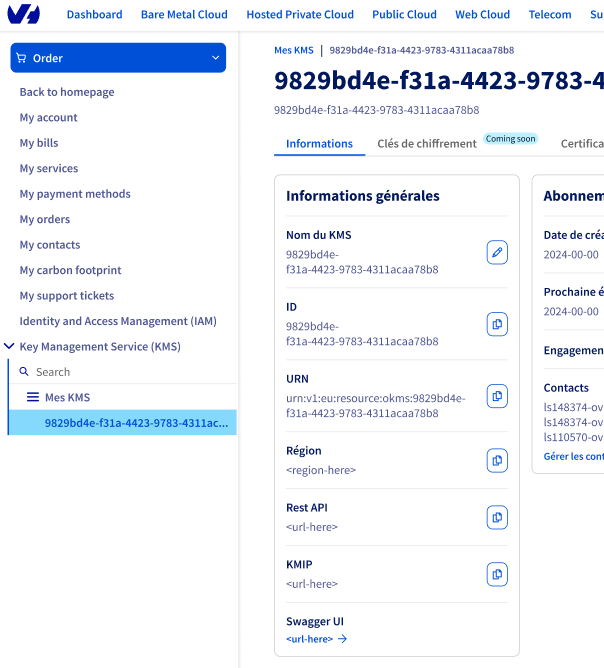 Dashboard Bare Metal Cloud Hosted Private Cloud Public Cloud Web Cloud Telecom
Order
Back to homepage
My account
My bills
My services
My payment methods
My orders
My contacts
My carbon footprint
My support tickets
Identity and Access Management (IAM)
Key Management Service (KMS)
Search
Mes KMS
9829bd4e-f31a-4423-9783-4311ac...
Mes KMS | 9829bd4e-f31a-4423-9783-4311acaa78b8
9829bd4e-f31a-4423-9783-4
9829bd4e-f31a-4423-9783-4311acaa78b8
Informations Clés de chiffrement Coming soon Certifica
Informations générales
Nom du KMS
9829bd4e-
f31a-4423-9783-4311acaa78b8
ID
9829bd4e-
f31a-4423-9783-4311acaa78b8
URN
urn:v1:eu:resource:okms:9829bd4e-
f31a-4423-9783-4311acaa78b8
Région
<region-here>
Rest API
<url-here>
KMIP
<url-here>
Swagger UI
<url-here>
Abonnem
Date de créa
2024-00-00
Prochaine é
2024-00-00
Engagemen
Contacts
ls148374-ov
ls148374-ov
ls110570-ov
Gérer les cont